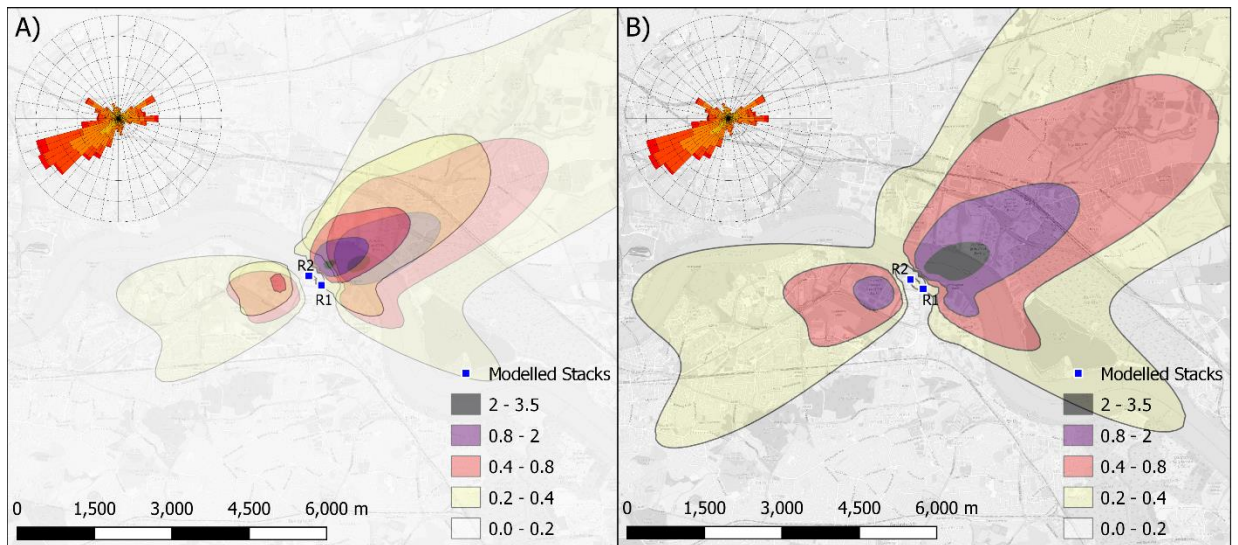 A)
R2
R1
Modelled Stacks
2 - 3.5
0.8 - 2
0.4 - 0.8
0.2 - 0.4
0.0 - 0.2
0 1,500 3,000 4,500 6,000 m
B)
R2
R1
Modelled Stacks
2 - 3.5
0.8 - 2
0.4 - 0.8
0.2 - 0.4
0.0 - 0.2
0 1,500 3,000 4,500 6,000 m